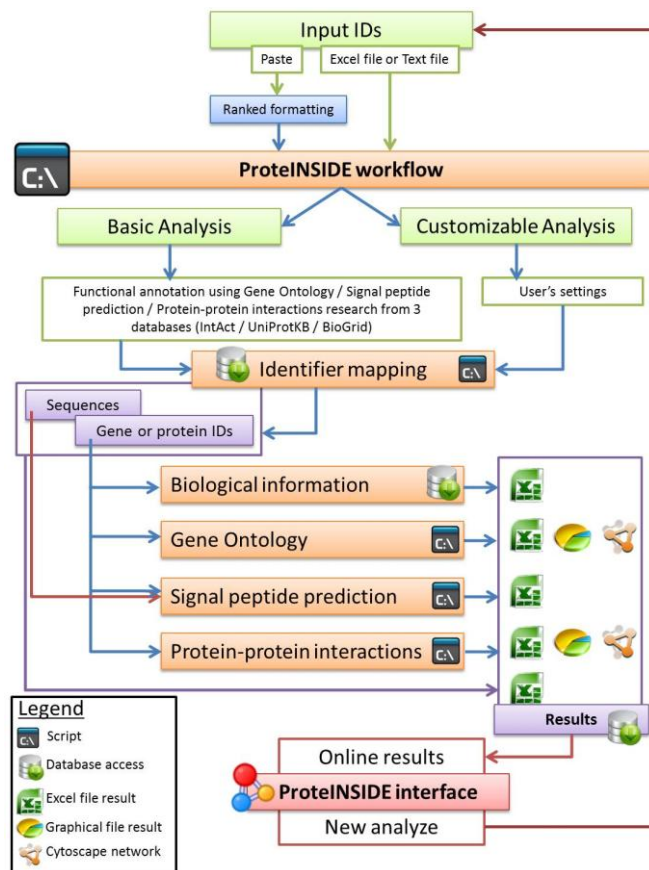 Input IDs
Paste
Excel file or Text file
Ranked formatting
C:\
ProteINSIDE workflow
Basic Analysis
Customizable Analysis
Functional annotation using Gene Ontology / Signal peptide
prediction / Protein-protein interactions research from 3
databases (IntAct / UniProtKB / BioGrid)
User's settings
Identifier mapping
C:\
Sequences
Gene or protein IDs
Biological information
Gene Ontology
C:\
Signal peptide prediction
C:\
Protein-protein interactions
C:\
Results
Legend
C:\
Script
Database access
Excel file result
Graphical file result
Cytoscape network
Online results
ProteINSIDE interface
New analyze